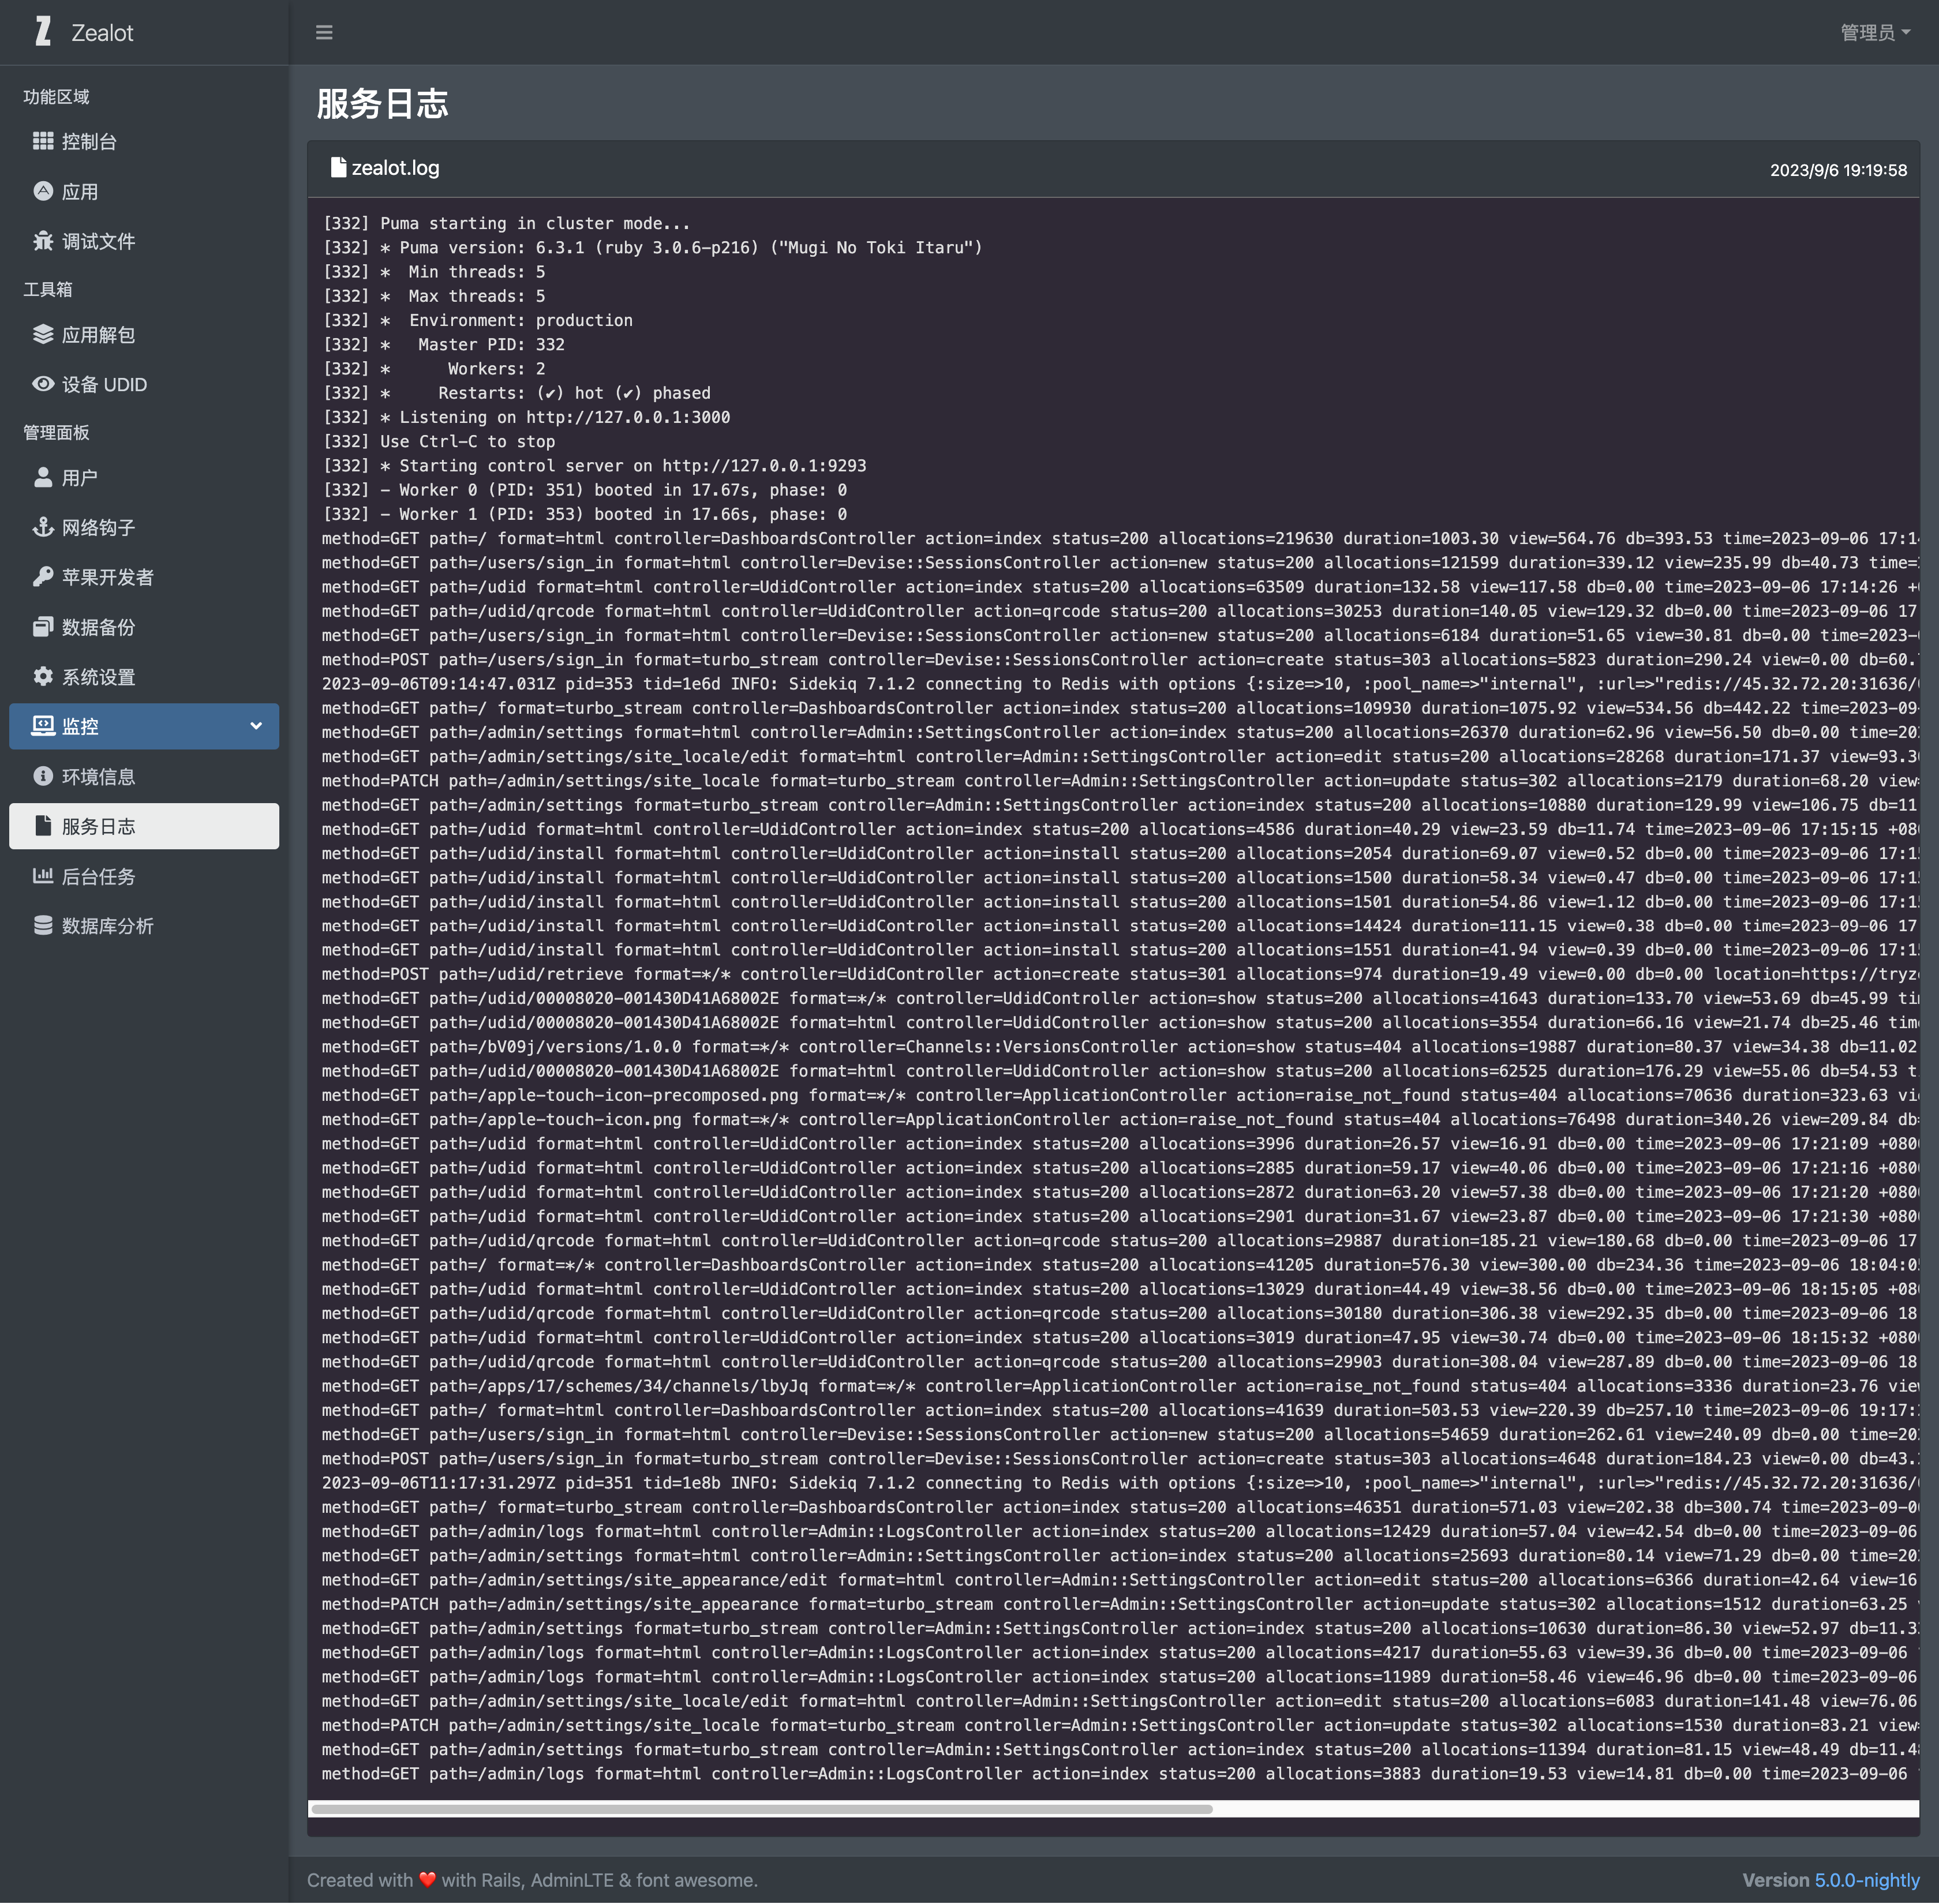 Zealot
管理员
功能区域
控制台
应用
调试文件
工具箱
应用解包
设备 UDID
管理面板
用户
网络钩子
苹果开发者
数据备份
系统设置
监控
环境信息
服务日志
后台任务
数据库分析
服务日志
zealot.log
2023/9/6 19:19:58
[332] Puma starting in cluster mode...
[332] * Puma version: 6.3.1 (ruby 3.0.6-p216) ("Mugi No Toki Itaru")
[332] *  Min threads: 5
[332] *  Max threads: 5
[332] *  Environment: production
[332] *   Master PID: 332
[332] *      Workers: 2
[332] *     Restarts: (✔) hot (✔) phased
[332] * Listening on http://127.0.0.1:3000
[332] Use Ctrl-C to stop
[332] * Starting control server on http://127.0.0.1:9293
[332] - Worker 0 (PID: 351) booted in 17.67s, phase: 0
[332] - Worker 1 (PID: 353) booted in 17.66s, phase: 0
method=GET path=/ format=html controller=DashboardsController action=index status=200 allocations=219630 duration=1003.30 view=564.76 db=393.53 time=2023-09-06 17:14
method=GET path=/users/sign_in format=html controller=Devise::SessionsController action=new status=200 allocations=121599 duration=339.12 view=235.99 db=40.73 time=
method=GET path=/udid format=html controller=UdidController action=index status=200 allocations=63509 duration=132.58 view=117.58 db=0.00 time=2023-09-06 17:14:26
method=GET path=/udid/qrcode format=html controller=UdidController action=qrcode status=200 allocations=30253 duration=140.05 view=129.32 db=0.00 time=2023-09-06 17
method=GET path=/users/sign_in format=html controller=Devise::SessionsController action=new status=200 allocations=6184 duration=51.65 view=30.81 db=0.00 time=2023-
method=POST path=/users/sign_in format=turbo_stream controller=Devise::SessionsController action=create status=303 allocations=5823 duration=290.24 view=0.00 db=60.
2023-09-06T09:14:47.031Z pid=353 tid=1e6d INFO: Sidekiq 7.1.2 connecting to Redis with options {:size=>10, :pool_name=>"internal", :url=>"redis://45.32.72.20:31636/
method=GET path=/ format=turbo_stream controller=DashboardsController action=index status=200 allocations=109930 duration=1075.92 view=534.56 db=442.22 time=2023-09-
method=GET path=/admin/settings format=html controller=Admin::SettingsController action=index status=200 allocations=26370 duration=62.96 view=56.50 db=0.00 time=20
method=GET path=/admin/settings/site_locale/edit format=html controller=Admin::SettingsController action=edit status=200 allocations=28268 duration=171.37 view=93.3
method=PATCH path=/admin/settings/site_locale format=turbo_stream controller=Admin::SettingsController action=update status=302 allocations=2179 duration=68.20 view=
method=GET path=/admin/settings format=turbo_stream controller=Admin::SettingsController action=index status=200 allocations=10880 duration=129.99 view=106.75 db=11.
method=GET path=/udid format=html controller=UdidController action=index status=200 allocations=4586 duration=40.29 view=23.59 db=11.74 time=2023-09-06 17:15:15 +080
method=GET path=/udid/install format=html controller=UdidController action=install status=200 allocations=2054 duration=69.07 view=0.52 db=0.00 time=2023-09-06 17:15
method=GET path=/udid/install format=html controller=UdidController action=install status=200 allocations=1500 duration=58.34 view=0.47 db=0.00 time=2023-09-06 17:15
method=GET path=/udid/install format=html controller=UdidController action=install status=200 allocations=1501 duration=54.86 view=1.12 db=0.00 time=2023-09-06 17:15
method=GET path=/udid/install format=html controller=UdidController action=install status=200 allocations=14424 duration=111.15 view=0.38 db=0.00 time=2023-09-06 17
method=GET path=/udid/install format=html controller=UdidController action=install status=200 allocations=1551 duration=41.94 view=0.39 db=0.00 time=2023-09-06 17:15
method=POST path=/udid/retrieve format=*/* controller=UdidController action=create status=301 allocations=974 duration=19.49 view=0.00 db=0.00 location=https://tryz
method=GET path=/udid/00008020-001430D41A68002E format=*/* controller=UdidController action=show status=200 allocations=41643 duration=133.70 view=53.69 db=45.99 ti
method=GET path=/udid/00008020-001430D41A68002E format=html controller=UdidController action=show status=200 allocations=3554 duration=66.16 view=21.74 db=25.46 tim
method=GET path=/bV09j/versions/1.0.0 format=*/* controller=Channels::VersionsController action=show status=404 allocations=19887 duration=80.37 view=34.38 db=11.02
method=GET path=/udid/00008020-001430D41A68002E format=html controller=UdidController action=show status=200 allocations=62525 duration=176.29 view=55.06 db=54.53 t
method=GET path=/apple-touch-icon-precomposed.png format=*/* controller=ApplicationController action=raise_not_found status=404 allocations=70636 duration=323.63 vi
method=GET path=/apple-touch-icon.png format=*/* controller=ApplicationController action=raise_not_found status=404 allocations=76498 duration=340.26 view=209.84 db=
method=GET path=/udid format=html controller=UdidController action=index status=200 allocations=3996 duration=26.57 view=16.91 db=0.00 time=2023-09-06 17:21:09 +080
method=GET path=/udid format=html controller=UdidController action=index status=200 allocations=2885 duration=59.17 view=40.06 db=0.00 time=2023-09-06 17:21:16 +080
method=GET path=/udid format=html controller=UdidController action=index status=200 allocations=2872 duration=63.20 view=57.38 db=0.00 time=2023-09-06 17:21:20 +080
method=GET path=/udid format=html controller=UdidController action=index status=200 allocations=2901 duration=31.67 view=23.87 db=0.00 time=2023-09-06 17:21:30 +080
method=GET path=/udid/qrcode format=html controller=UdidController action=qrcode status=200 allocations=29887 duration=185.21 view=180.68 db=0.00 time=2023-09-06 17
method=GET path=/ format=*/* controller=DashboardsController action=index status=200 allocations=41205 duration=576.30 view=300.00 db=234.36 time=2023-09-06 18:04:05
method=GET path=/udid format=html controller=UdidController action=index status=200 allocations=13029 duration=44.49 view=38.56 db=0.00 time=2023-09-06 18:15:05 +08
method=GET path=/udid/qrcode format=html controller=UdidController action=qrcode status=200 allocations=30180 duration=306.38 view=292.35 db=0.00 time=2023-09-06 18
method=GET path=/udid format=html controller=UdidController action=index status=200 allocations=3019 duration=47.95 view=30.74 db=0.00 time=2023-09-06 18:15:32 +080
method=GET path=/udid/qrcode format=html controller=UdidController action=qrcode status=200 allocations=29903 duration=308.04 view=287.89 db=0.00 time=2023-09-06 18
method=GET path=/apps/17/schemes/34/channels/lbyJq format=*/* controller=ApplicationController action=raise_not_found status=404 allocations=3336 duration=23.76 view
method=GET path=/ format=html controller=DashboardsController action=index status=200 allocations=41639 duration=503.53 view=220.39 db=257.10 time=2023-09-06 19:17:
method=GET path=/users/sign_in format=html controller=Devise::SessionsController action=new status=200 allocations=54659 duration=262.61 view=240.09 db=0.00 time=20
method=POST path=/users/sign_in format=turbo_stream controller=Devise::SessionsController action=create status=303 allocations=4648 duration=184.23 view=0.00 db=43.
2023-09-06T11:17:31.297Z pid=351 tid=1e8b INFO: Sidekiq 7.1.2 connecting to Redis with options {:size=>10, :pool_name=>"internal", :url=>"redis://45.32.72.20:31636/
method=GET path=/ format=turbo_stream controller=DashboardsController action=index status=200 allocations=46351 duration=571.03 view=202.38 db=300.74 time=2023-09-0
method=GET path=/admin/logs format=html controller=Admin::LogsController action=index status=200 allocations=12429 duration=57.04 view=42.54 db=0.00 time=2023-09-06
method=GET path=/admin/settings format=html controller=Admin::SettingsController action=index status=200 allocations=25693 duration=80.14 view=71.29 db=0.00 time=20
method=GET path=/admin/settings/site_appearance/edit format=html controller=Admin::SettingsController action=edit status=200 allocations=6366 duration=42.64 view=16
method=PATCH path=/admin/settings/site_appearance format=turbo_stream controller=Admin::SettingsController action=update status=302 allocations=1512 duration=63.25
method=GET path=/admin/settings format=turbo_stream controller=Admin::SettingsController action=index status=200 allocations=10630 duration=86.30 view=52.97 db=11.3
method=GET path=/admin/logs format=html controller=Admin::LogsController action=index status=200 allocations=4217 duration=55.63 view=39.36 db=0.00 time=2023-09-06
method=GET path=/admin/logs format=html controller=Admin::LogsController action=index status=200 allocations=11989 duration=58.46 view=46.96 db=0.00 time=2023-09-06
method=GET path=/admin/settings/site_locale/edit format=html controller=Admin::SettingsController action=edit status=200 allocations=6083 duration=141.48 view=76.06
method=PATCH path=/admin/settings/site_locale format=turbo_stream controller=Admin::SettingsController action=update status=302 allocations=1530 duration=83.21 view=
method=GET path=/admin/settings format=turbo_stream controller=Admin::SettingsController action=index status=200 allocations=11394 duration=81.15 view=48.49 db=11.48
method=GET path=/admin/logs format=html controller=Admin::LogsController action=index status=200 allocations=3883 duration=19.53 view=14.81 db=0.00 time=2023-09-06
Created with ❤️ with Rails, AdminLTE & font awesome.
Version 5.0.0-nightly